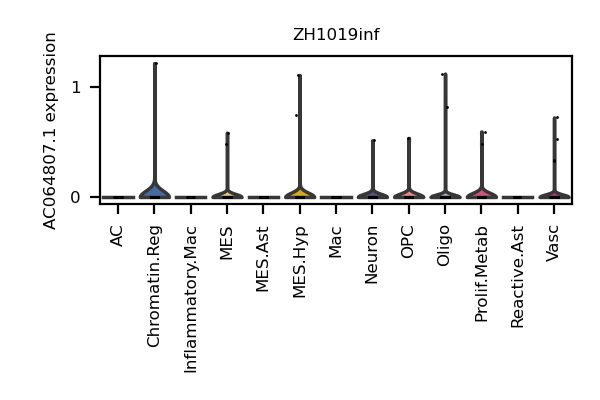 ZH1019inf
AC064807.1 expression
1
0
AC
Chromatin.Reg
Inflammatory.Mac
MES
MES.Ast
MES.Hyp
Mac
Neuron
OPC
Oligo
Prolif.Metab
Reactive.Ast
Vasc